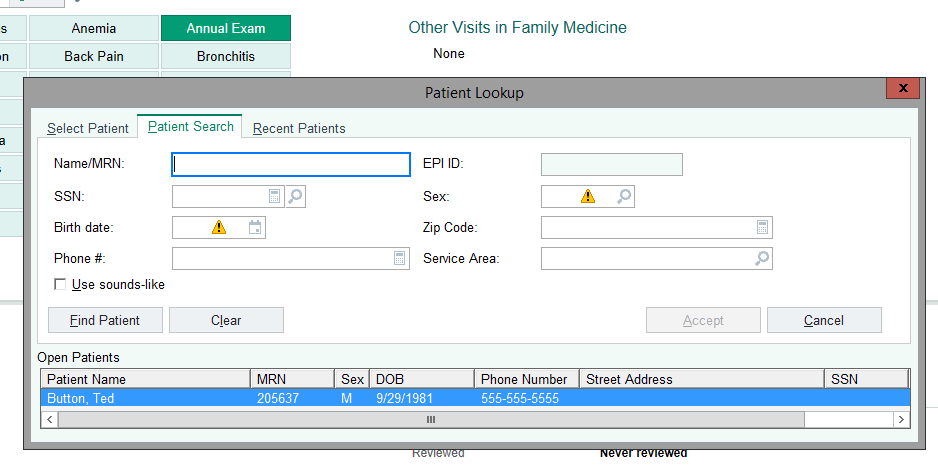 s Anemia Annual Exam Other Visits in Family Medicine
on Back Pain Bronchitis None
Patient Lookup
x
Select Patient Patient Search Recent Patients
a
Name/MRN: EPI ID:
SSN: Sex:
Birth date: Zip Code:
Phone #: Service Area:
Use sounds-like
Find Patient Clear Accept Cancel
Open Patients
Patient Name MRN Sex DOB Phone Number Street Address SSN
Button, Ted 205637 M 9/29/1981 555-555-5555
Reviewed Never reviewed